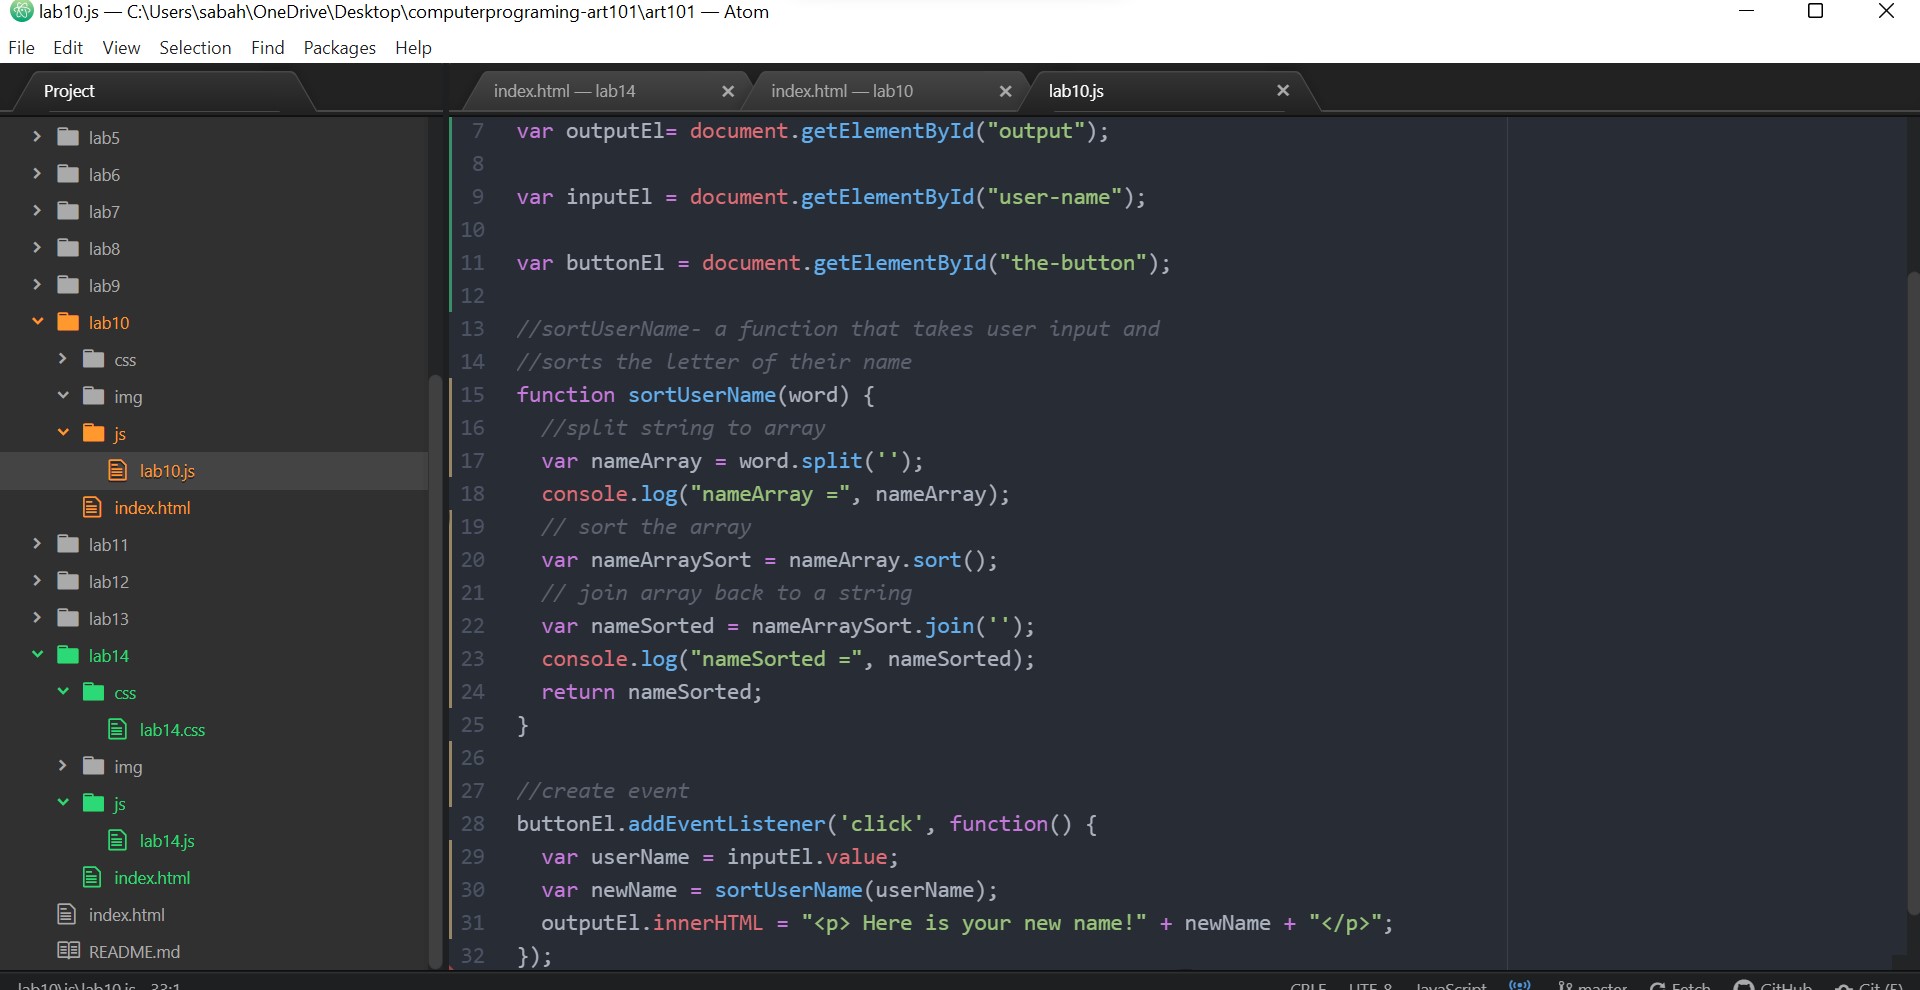 lab10.js — C:\Users\sabah\OneDrive\Desktop\computerprograming-art101\art101 — Atom
File Edit View Selection Find Packages Help
Project
index.html — lab14
index.html — lab10
lab10.js
lab5
lab6
lab7
lab8
lab9
lab10
css
img
js
lab10.js
index.html
lab11
lab12
lab13
lab14
css
lab14.css
img
js
lab14.js
index.html
index.html
README.md
7 var outputEl= document.getElementById("output");
8
9 var inputEl = document.getElementById("user-name");
10
11 var buttonEl = document.getElementById("the-button");
12
13 //sortUserName- a function that takes user input and
14 //sorts the letter of their name
15 function sortUserName(word) {
16 //split string to array
17 var nameArray = word.split('');
18 console.log("nameArray =", nameArray);
19 // sort the array
20 var nameArraySort = nameArray.sort();
21 // join array back to a string
22 var nameSorted = nameArraySort.join('');
23 console.log("nameSorted =", nameSorted);
24 return nameSorted;
25 }
26
27 //create event
28 buttonEl.addEventListener('click', function() {
29 var userName = inputEl.value;
30 var newName = sortUserName(userName);
31 outputEl.innerHTML = "<p> Here is your new name!" + newName + "</p>";
32 });
lab10\js\lab10.js 33:1
CRLF UTF-8 JavaScript master Fetch GitHub Git (5)